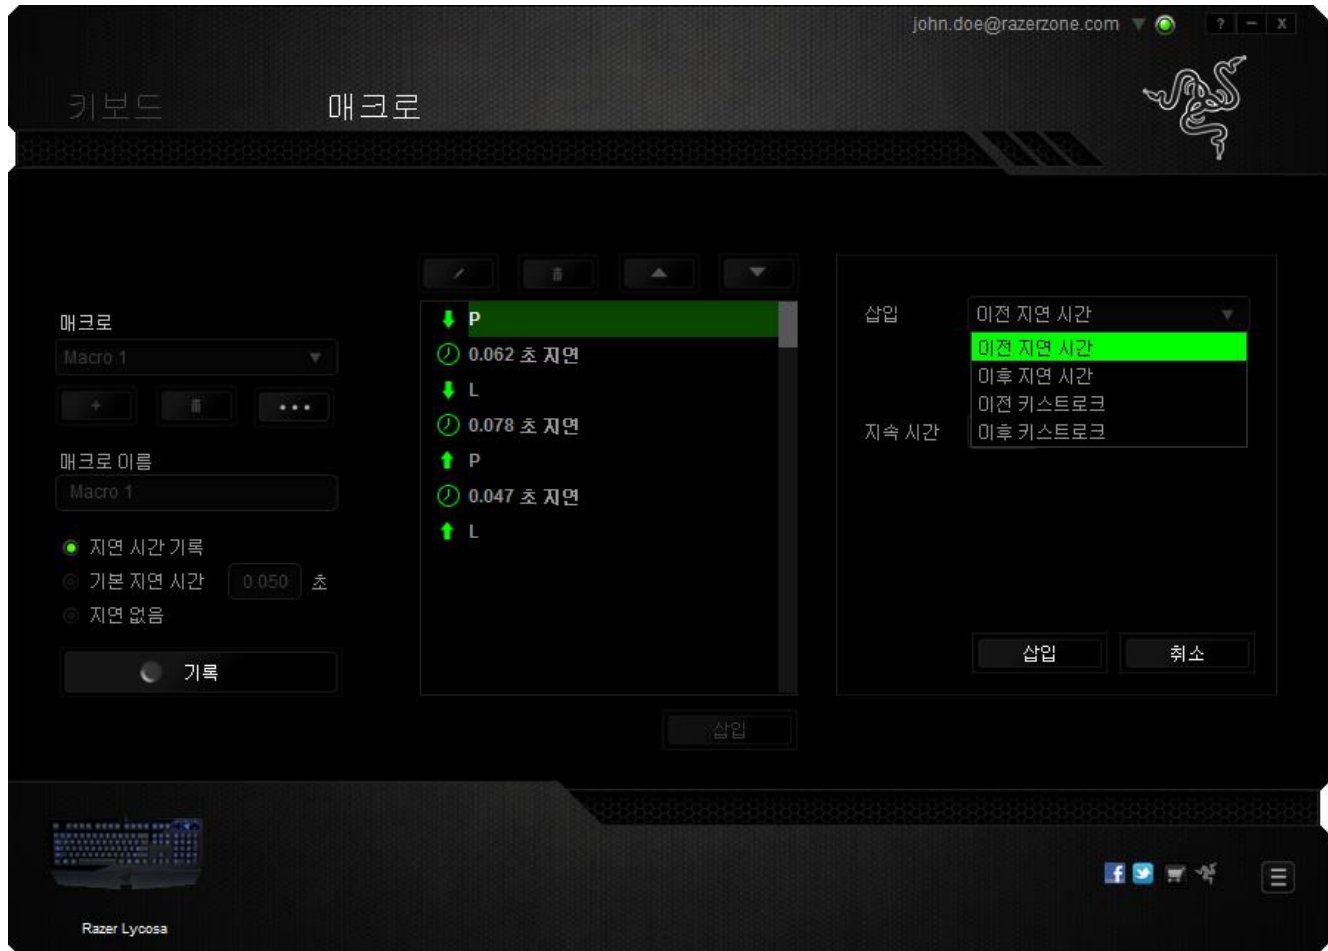 john.doe@razerzone.com
? – X
키보드
매크로
매크로
Macro 1
매크로 이름
Macro 1
지연 시간 기록
기본 지연 시간 0.050 초
지연 없음
기록
P
0.062 초 지연
L
0.078 초 지연
P
0.047 초 지연
L
삽입
삽입 이전 지연 시간
이전 지연 시간
이후 지연 시간
이전 키스트로크
지속 시간 이후 키스트로크
삽입 취소
Razer Lycosa